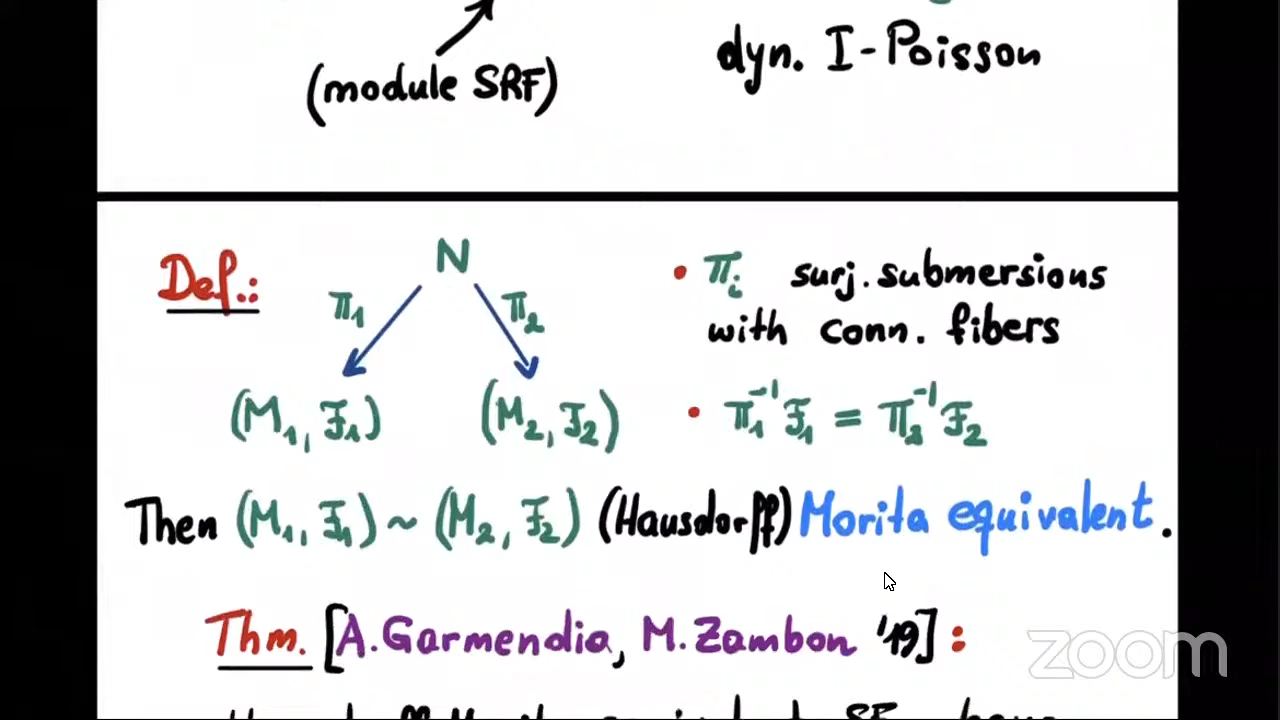 (module SRF)
dyn. I-Poisson
Def.:
N
π₁
π₂
(M₁, F₁)
(M₂, F₂)
• πᵢ surj. submersions
with conn. fibers
• π₁⁻¹F₁ = π₂⁻¹F₂
Then (M₁, F₁) ~ (M₂, F₂) (Hausdorff) Morita equivalent.
Thm. [A. Garmendia, M. Zambon '19]:
zoom